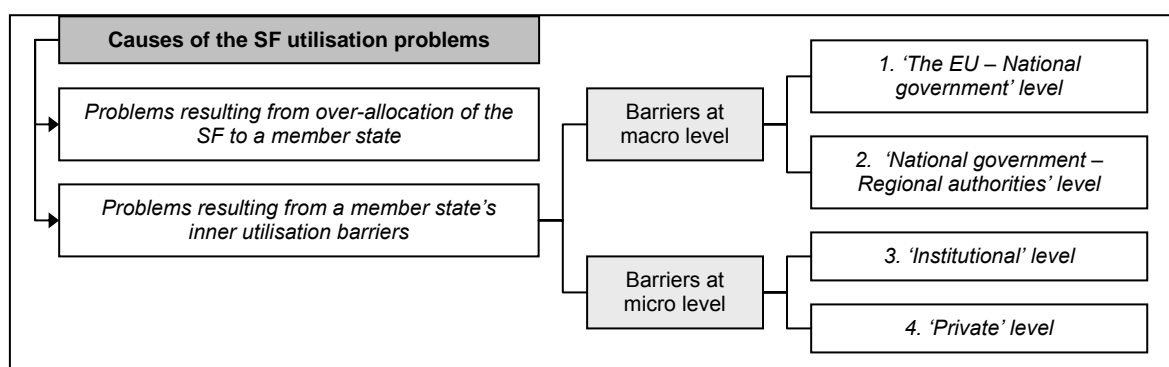 Causes of the SF utilisation problems
Problems resulting from over-allocation of the
SF to a member state
Problems resulting from a member state's
inner utilisation barriers
Barriers at
macro level
Barriers at
micro level
1. ‘The EU – National
government’ level
2. ‘National government –
Regional authorities’ level
3. ‘Institutional’ level
4. ‘Private’ level